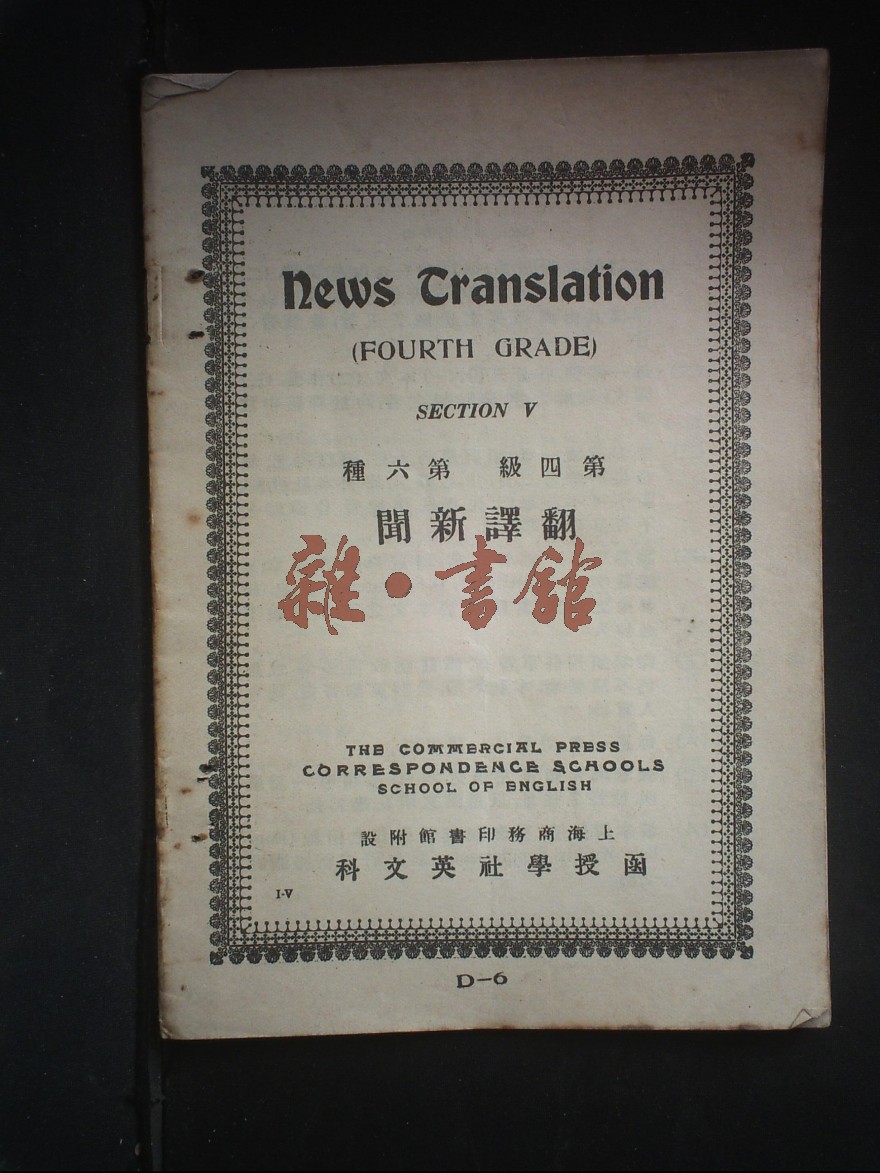 News Translation
(FOURTH GRADE)
SECTION V
第四級 第六種
翻譯新聞
雜·書館
THE COMMERCIAL PRESS
CORRESPONDENCE SCHOOLS
SCHOOL OF ENGLISH
上海商務印書館附設
函授學社英文科
I-V
D-6